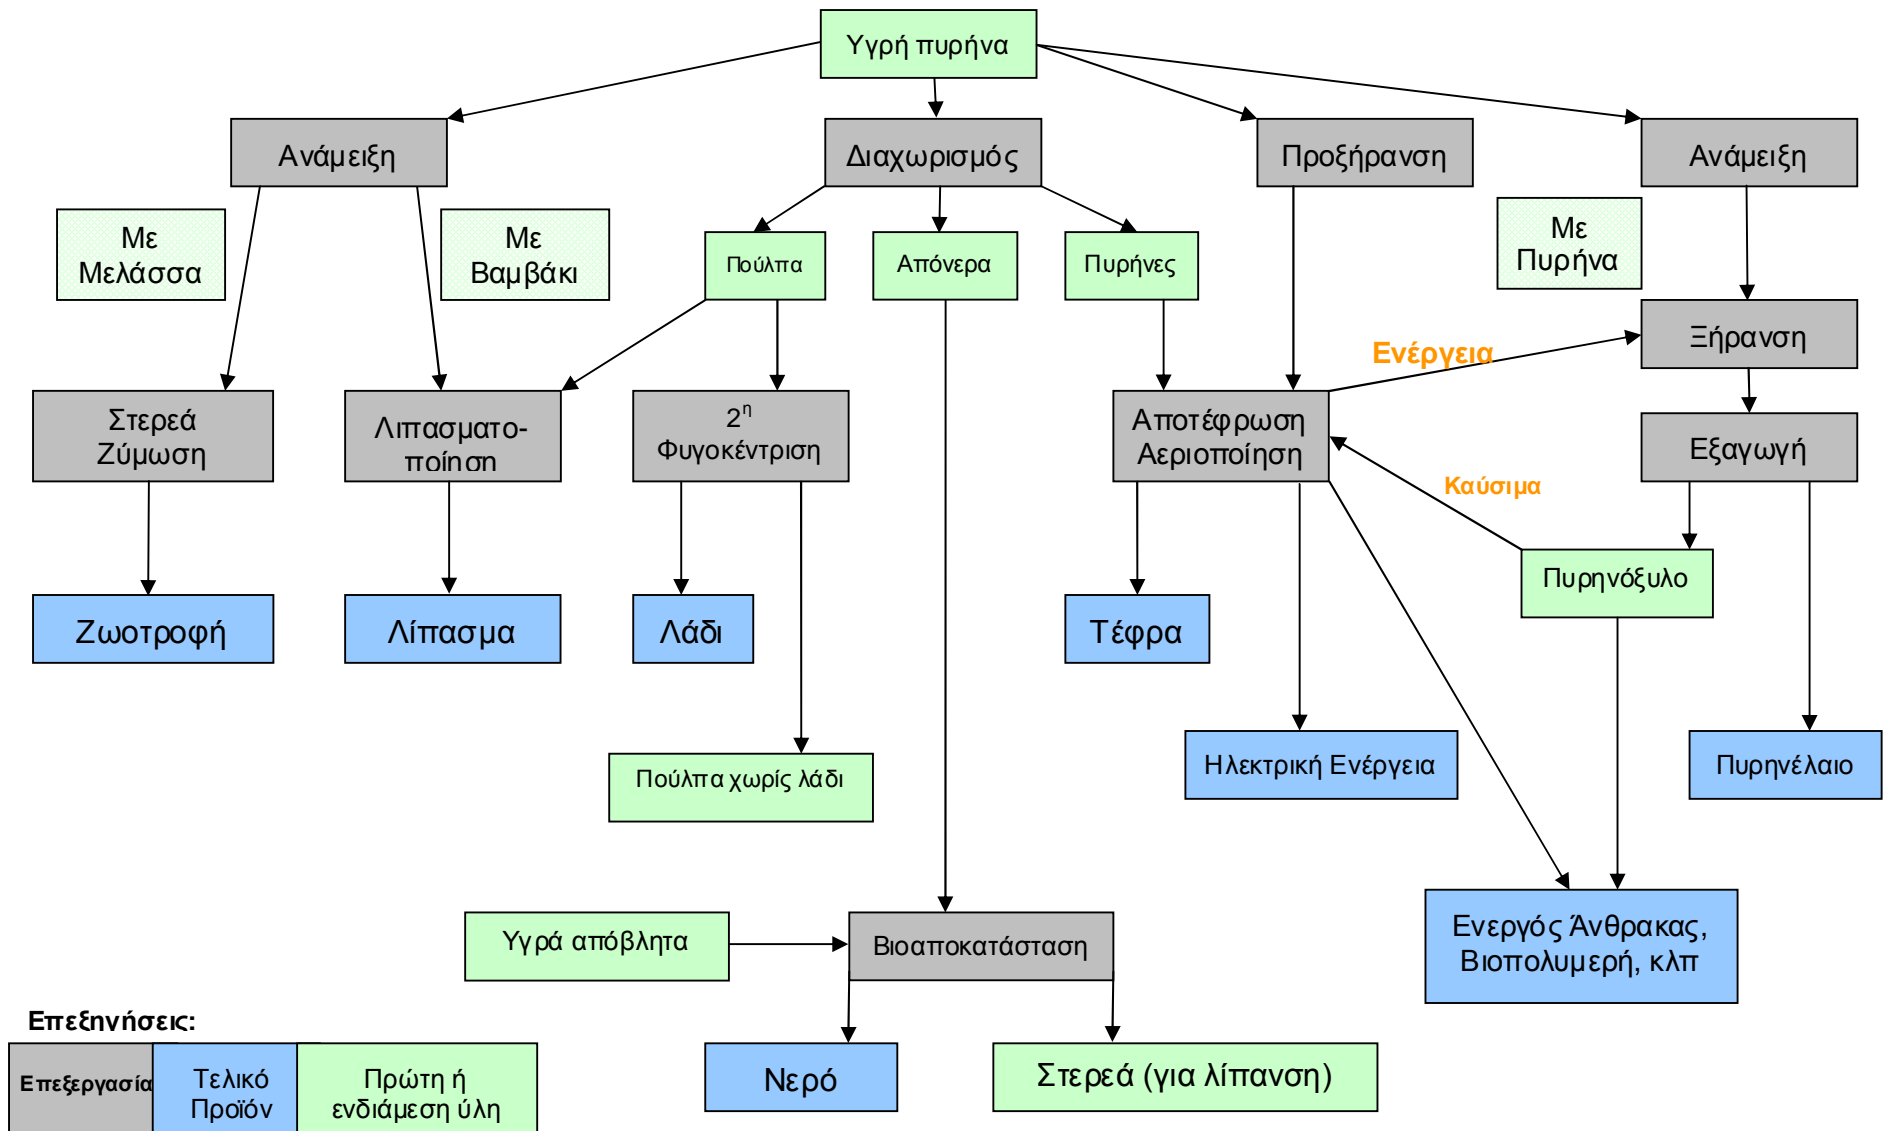 Υγρή πυρήνα
Ανάμειξη
Διαχωρισμός
Προξήρανση
Ανάμειξη
Με
Μελάσσα
Με
Βαμβάκι
Πούλπα
Απόνερα
Πυρήνες
Με
Πυρήνα
Ξήρανση
Ενέργεια
Στερεά
Ζύμωση
Λιπασματο-
ποίηση
2η
Φυγοκέντριση
Αποτέφρωση
Αεριοποίηση
Εξαγωγή
Καύσιμα
Πυρηνόξυλο
Ζωοτροφή
Λίπασμα
Λάδι
Τέφρα
Πούλπα χωρίς λάδι
Ηλεκτρική Ενέργεια
Πυρηνέλαιο
Υγρά απόβλητα
Βιοαποκατάσταση
Ενεργός Άνθρακας,
Βιοπολυμερή, κλπ
Νερό
Στερεά (για λίπανση)
Επεξηγήσεις:
Επεξεργασία
Τελικό
Προϊόν
Πρώτη ή
ενδιάμεση ύλη